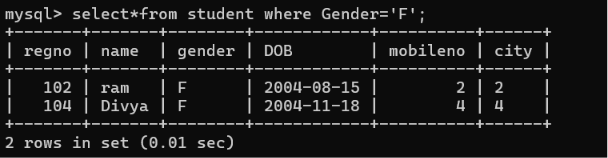 mysql> select*from student where Gender='F';
+-------+-------+--------+------------+----------+------+
| regno | name  | gender | DOB        | mobileno | city |
+-------+-------+--------+------------+----------+------+
|   102 | ram   | F      | 2004-08-15 |        2 | 2    |
|   104 | Divya | F      | 2004-11-18 |        4 | 4    |
+-------+-------+--------+------------+----------+------+
2 rows in set (0.01 sec)